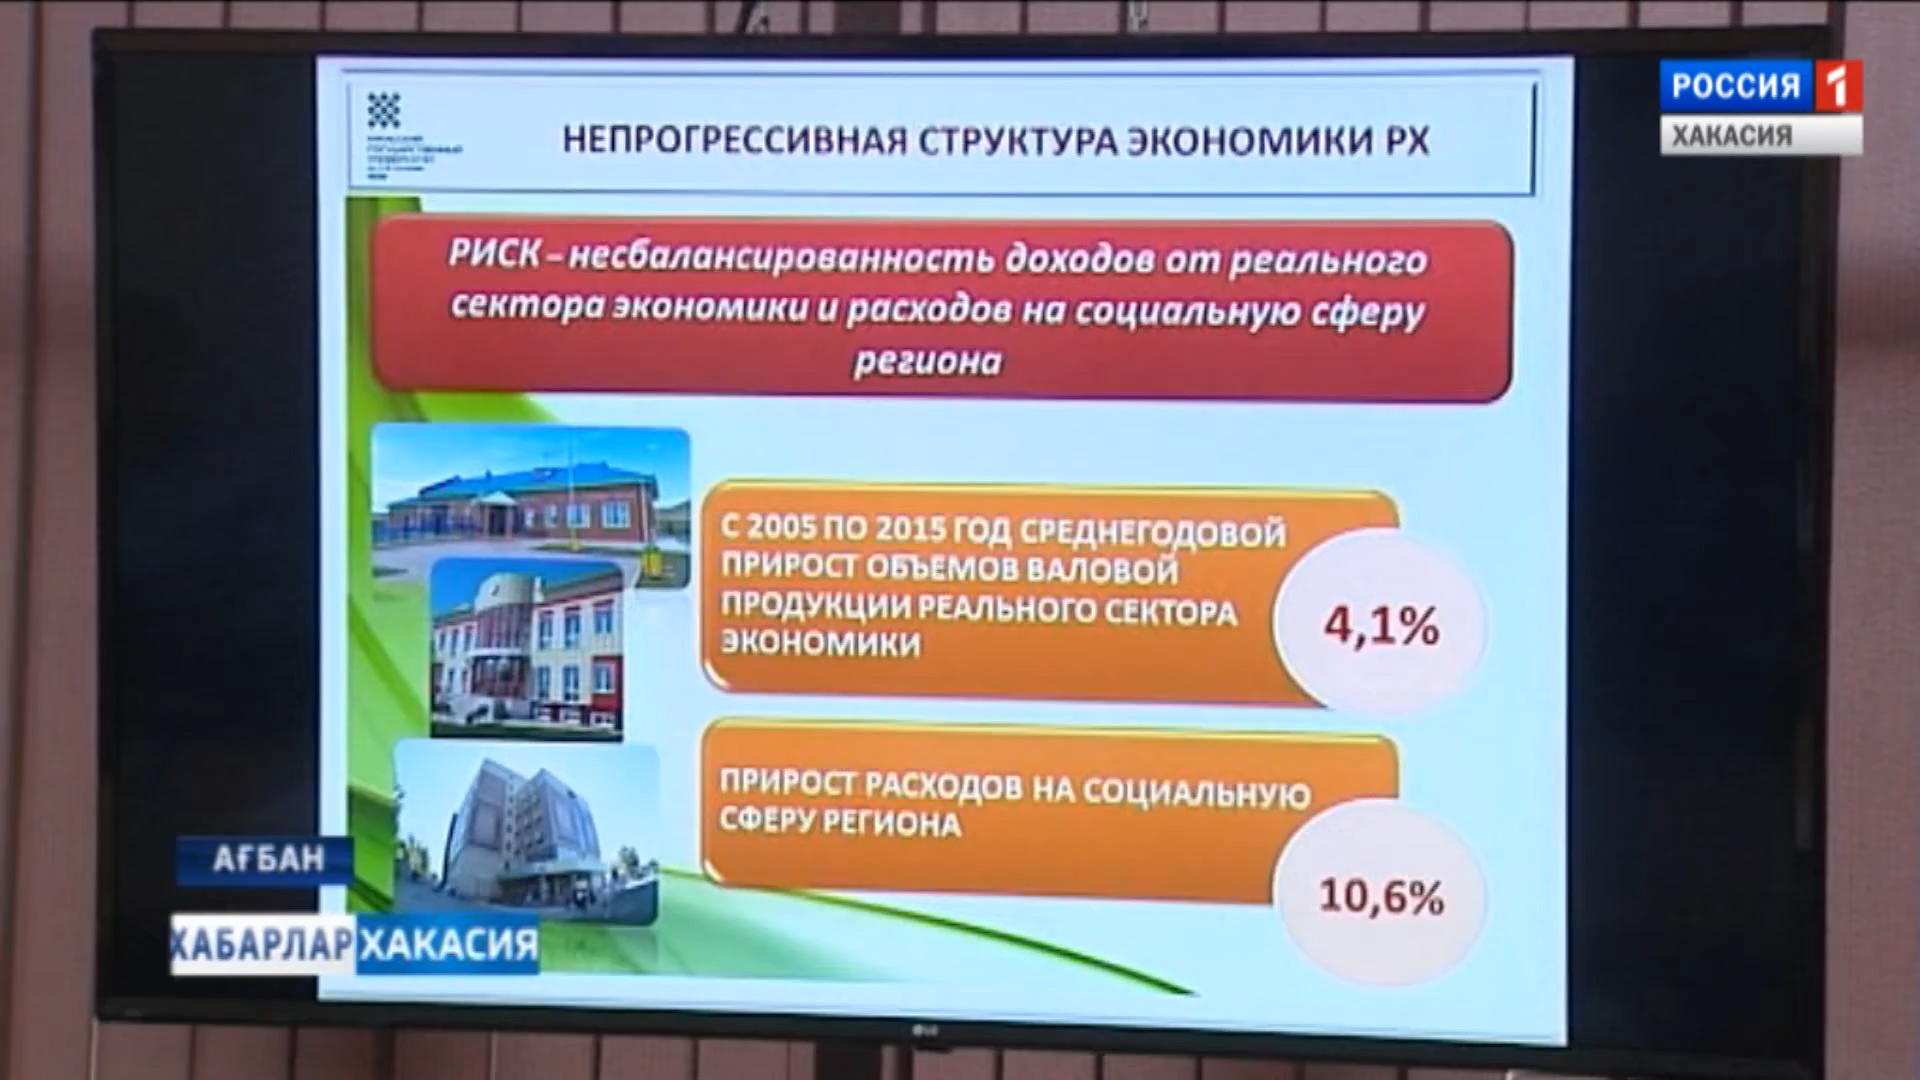 РОССИЯ 1
ХАКАСИЯ
НЕПРОГРЕССИВНАЯ СТРУКТУРА ЭКОНОМИКИ РХ
РИСК – несбалансированность доходов от реального
сектора экономики и расходов на социальную сферу
региона
С 2005 ПО 2015 ГОД СРЕДНЕГОДОВОЙ
ПРИРОСТ ОБЪЕМОВ ВАЛОВОЙ
ПРОДУКЦИИ РЕАЛЬНОГО СЕКТОРА
ЭКОНОМИКИ
4,1%
ПРИРОСТ РАСХОДОВ НА СОЦИАЛЬНУЮ
СФЕРУ РЕГИОНА
10,6%
АҒБАН
ХАБАРЛАР ХАКАСИЯ
LG